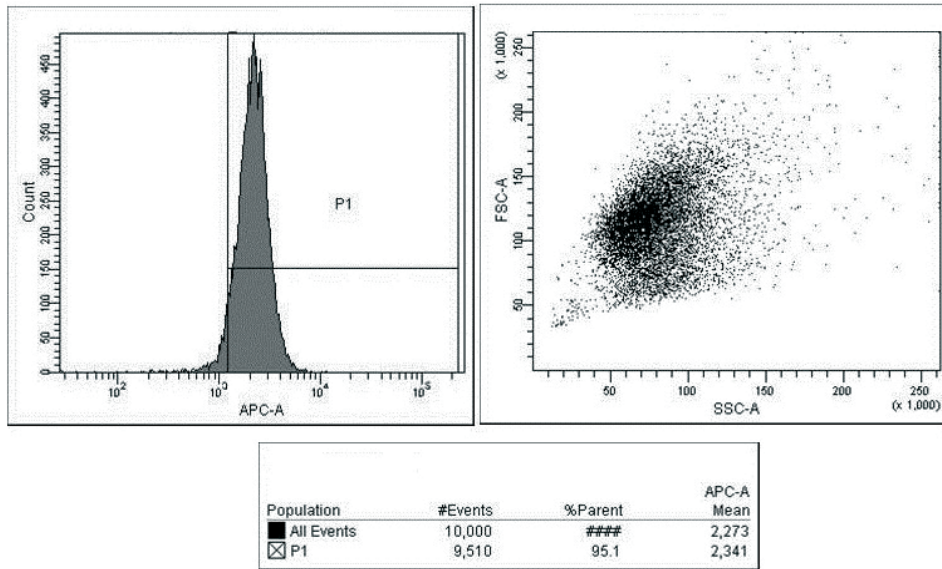 450
400
350
300
250
200
150
100
50
0
Count
P1
10²
10³
10⁴
10⁵
APC-A
(x 1,000)
250
200
150
100
50
FSC-A
50
100
150
200
250
SSC-A
(x 1,000)
APC-A
Population #Events %Parent Mean
All Events 10,000 #### 2,273
P1 9,510 95.1 2,341